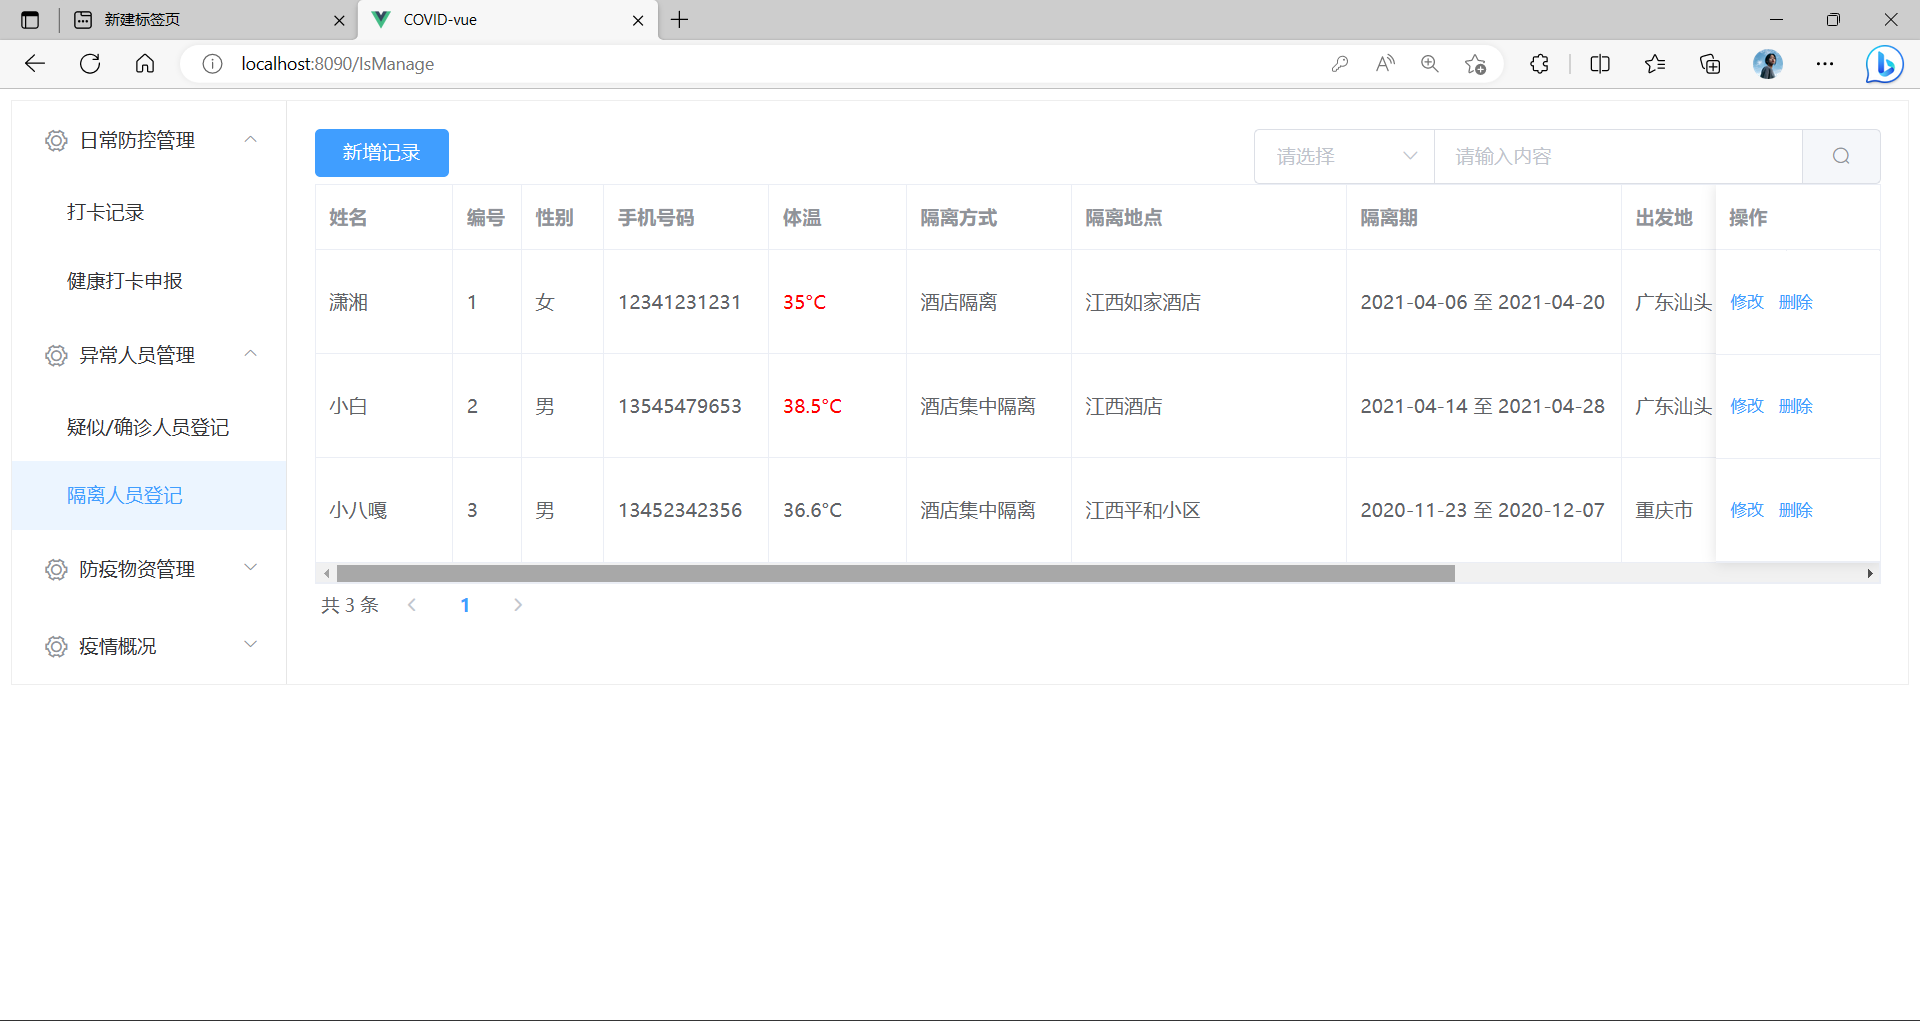 新建标签页
COVID-vue
localhost:8090/IsManage
日常防控管理
打卡记录
健康打卡申报
异常人员管理
疑似/确诊人员登记
隔离人员登记
防疫物资管理
疫情概况
新增记录
请选择
请输入内容
姓名 编号 性别 手机号码 体温 隔离方式 隔离地点 隔离期 出发地 操作
潇湘 1 女 12341231231 35°C 酒店隔离 江西如家酒店 2021-04-06 至 2021-04-20 广东汕头 修改 删除
小白 2 男 13545479653 38.5°C 酒店集中隔离 江西酒店 2021-04-14 至 2021-04-28 广东汕头 修改 删除
小八嘎 3 男 13452342356 36.6°C 酒店集中隔离 江西平和小区 2020-11-23 至 2020-12-07 重庆市 修改 删除
共 3 条 1